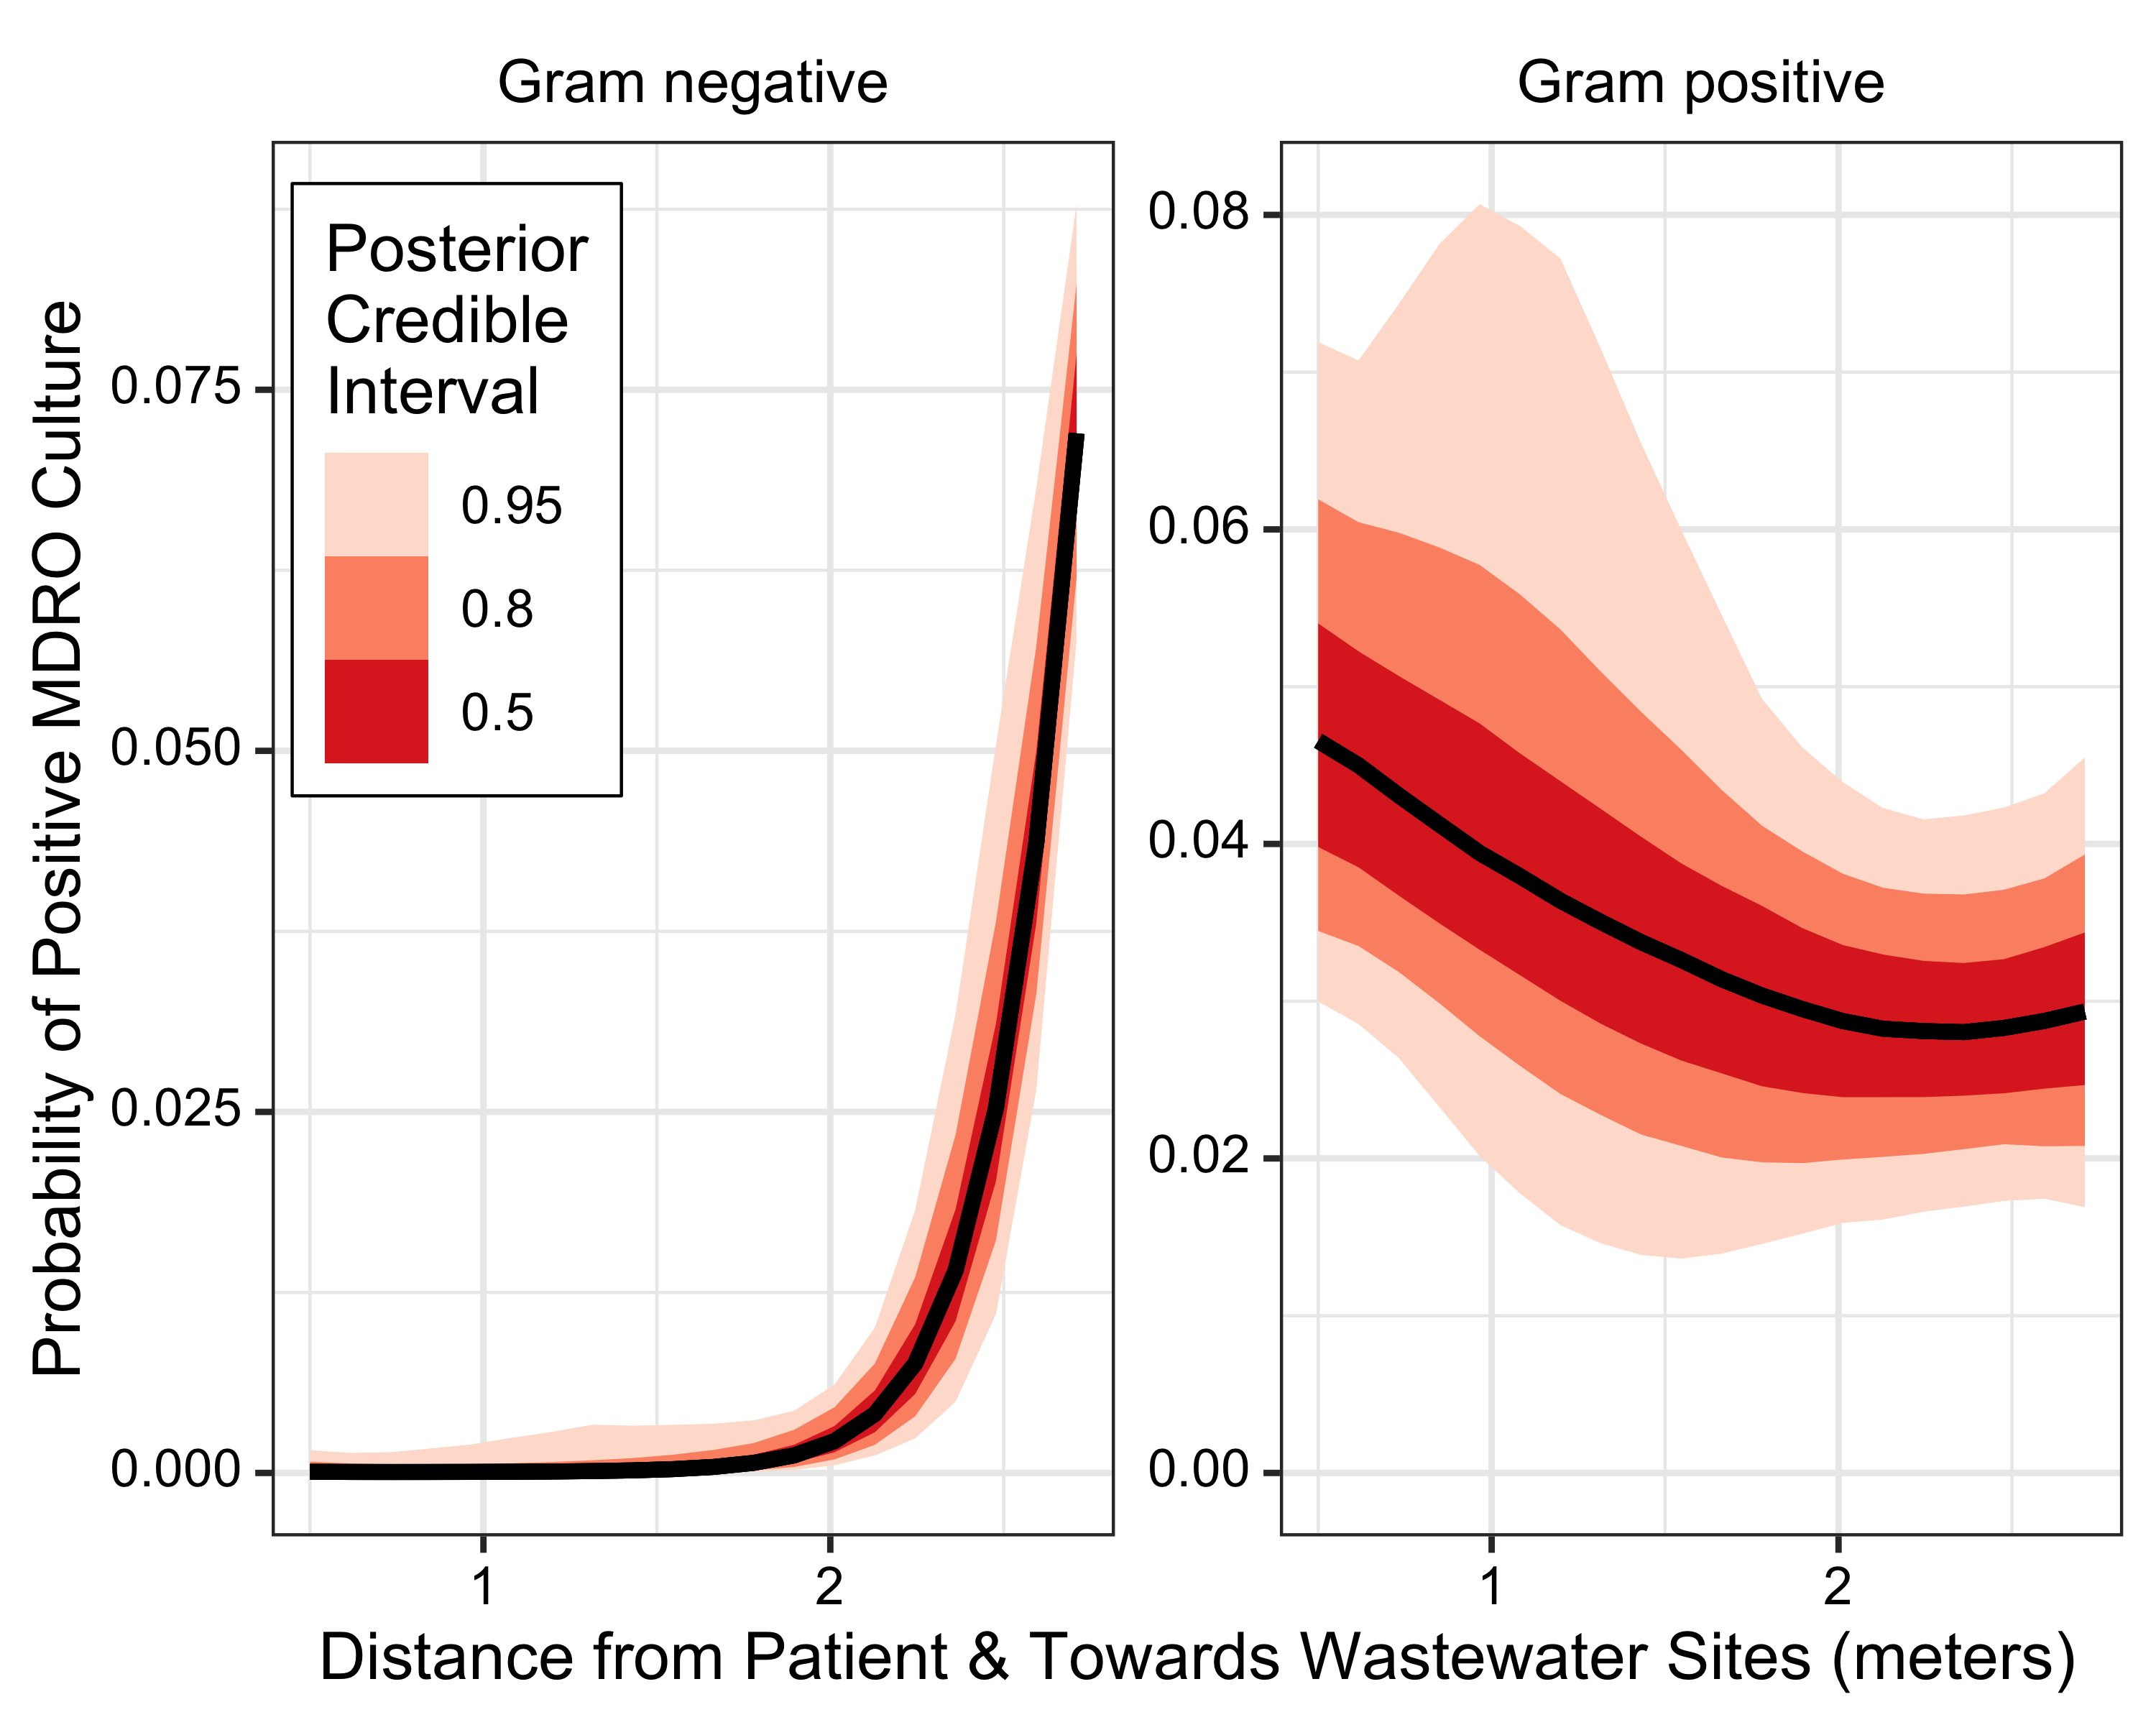 Gram negative
Gram positive
Probability of Positive MDRO Culture
0.075
0.050
0.025
0.000
Posterior
Credible
Interval
0.95
0.8
0.5
0.08
0.06
0.04
0.02
0.00
1
2
1
2
Distance from Patient & Towards Wastewater Sites (meters)